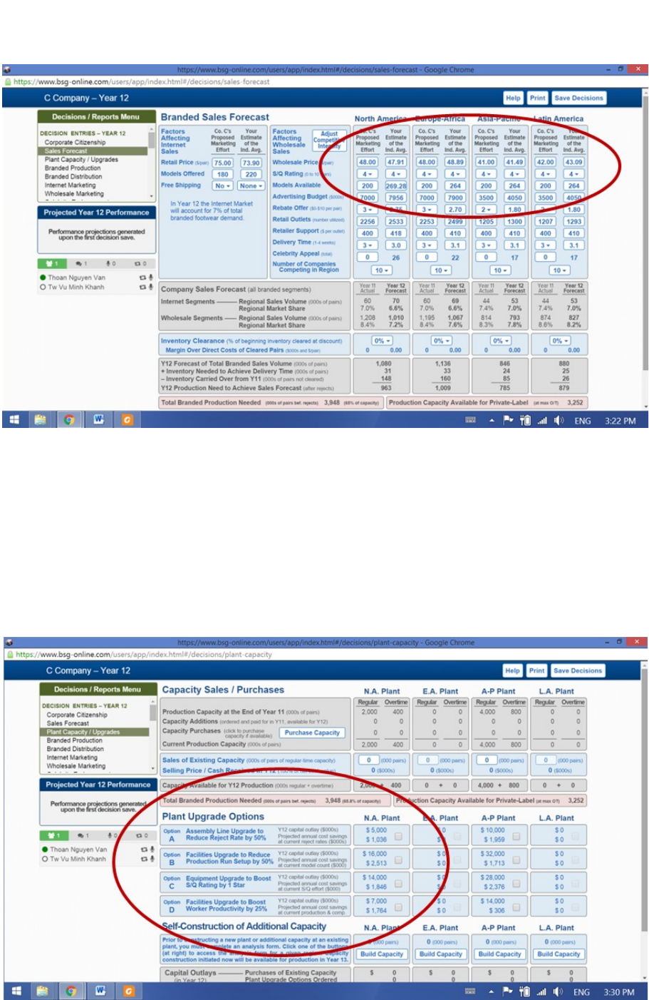 https://www.bsg-online.com/users/app/index.html#/decisions/sales-forecast - Google Chrome
https://www.bsg-online.com/users/app/index.html#/decisions/sales-forecast
C Company – Year 12 Help Print Save Decisions
Decisions / Reports Menu
DECISION ENTRIES – YEAR 12
Corporate Citizenship
Sales Forecast
Plant Capacity / Upgrades
Branded Production
Branded Distribution
Internet Marketing
Wholesale Marketing
Projected Year 12 Performance
Performance projections generated
upon the first decision save.
1 1 0 0
Thoan Nguyen Van
Tw Vu Minh Khanh
Branded Sales Forecast North America Europe-Africa Asia-Pacific Latin America
Factors Affecting Internet Sales Co. C's Proposed Marketing Effort Your Estimate of the Ind. Avg.
Retail Price ($/pair) 75.00 73.90
Models Offered 180 220
Free Shipping No None
In Year 12 the Internet Market
will account for 7% of total
branded footwear demand.
Factors Affecting Wholesale Sales Adjust Competitive Intensity
Co. C's Proposed Marketing Effort Your Estimate of the Ind. Avg. Co. C's Proposed Marketing Effort Your Estimate of the Ind. Avg. Co. C's Proposed Marketing Effort Your Estimate of the Ind. Avg. Co. C's Proposed Marketing Effort Your Estimate of the Ind. Avg.
Wholesale Price ($/pair) 48.00 47.91 48.00 48.89 41.00 41.49 42.00 43.09
S/Q Rating (0 to 10 stars) 4 4 4 4 4 4 4 4
Models Available 200 269.28 200 264 200 264 200 264
Advertising Budget ($000s) 7000 7956 7000 7900 3500 4050 3500 4050
Rebate Offer ($0-$10 per pair) 3 3 2.70 2 1.80 1.80
Retail Outlets (number utilized) 2256 2533 2253 2499 1205 1300 1207 1293
Retailer Support ($ per outlet) 400 418 400 410 400 410 400 410
Delivery Time (1-4 weeks) 3 3.0 3 3.1 3 3.1 3 3.1
Celebrity Appeal (total) 0 26 0 22 0 17 0 17
Number of Companies Competing in Region 10 10 10 10
Company Sales Forecast (all branded segments) Year 11 Actual Year 12 Forecast Year 11 Actual Year 12 Forecast Year 11 Actual Year 12 Forecast Year 11 Actual Year 12 Forecast
Internet Segments Regional Sales Volume (000s of pairs) 60 70 60 69 44 53 44 53
Regional Market Share 7.0% 6.6% 7.0% 6.6% 7.4% 7.0% 7.4% 7.0%
Wholesale Segments Regional Sales Volume (000s of pairs) 1,208 1,010 1,195 1,067 814 793 874 827
Regional Market Share 8.4% 7.2% 8.4% 7.6% 8.3% 7.8% 8.6% 8.2%
Inventory Clearance (% of beginning inventory cleared at discount) 0% 0% 0% 0%
Margin Over Direct Costs of Cleared Pairs ($000s and $/pair) 0 0.00 0 0.00 0 0.00 0 0.00
Y12 Forecast of Total Branded Sales Volume (000s of pairs) 1,080 1,136 846 880
+ Inventory Needed to Achieve Delivery Time (000s of pairs) 31 33 24 25
– Inventory Carried Over from Y11 (000s of pairs not cleared) 148 160 85 26
Y12 Production Need to Achieve Sales Forecast (after rejects) 963 1,009 785 879
Total Branded Production Needed (000s of pairs bef. rejects) 3,948 (65% of capacity) Production Capacity Available for Private-Label (at max O/T) 3,252
ENG 3:22 PM
https://www.bsg-online.com/users/app/index.html#/decisions/plant-capacity - Google Chrome
https://www.bsg-online.com/users/app/index.html#/decisions/plant-capacity
C Company – Year 12 Help Print Save Decisions
Decisions / Reports Menu
DECISION ENTRIES – YEAR 12
Corporate Citizenship
Sales Forecast
Plant Capacity / Upgrades
Branded Production
Branded Distribution
Internet Marketing
Wholesale Marketing
Projected Year 12 Performance
Performance projections generated
upon the first decision save.
1 1 0 0
Thoan Nguyen Van
Tw Vu Minh Khanh
Capacity Sales / Purchases N.A. Plant E.A. Plant A-P Plant L.A. Plant
Regular Overtime Regular Overtime Regular Overtime Regular Overtime
Production Capacity at the End of Year 11 (000s of pairs) 2,000 400 0 0 4,000 800 0 0
Capacity Additions (ordered and paid for in Y11, available for Y12) 0 0 0 0 0 0 0 0
Capacity Purchases (click to purchase capacity if available) Purchase Capacity 0 0 0 0 0 0 0 0
Current Production Capacity (000s of pairs) 2,000 400 0 0 4,000 800 0 0
Sales of Existing Capacity (000s of pairs of regular-time capacity) 0 (000 pairs) 0 (000 pairs) 0 (000 pairs) 0 (000 pairs)
Selling Price / Cash Received in Y12 0 ($000s) 0 ($000s) 0 ($000s) 0 ($000s)
Capacity Available for Y12 Production (000s regular + overtime) 2,000 + 400 0 + 0 4,000 + 800 0 + 0
Total Branded Production Needed (000s of pairs bef. rejects) 3,948 (65.8% of capacity) Production Capacity Available for Private-Label (at max OT) 3,252
Plant Upgrade Options N.A. Plant E.A. Plant A-P Plant L.A. Plant
Option A Assembly Line Upgrade to Reduce Reject Rate by 50% Y12 capital outlay ($000s) $ 5,000 $ 0 $ 10,000 $ 0
Projected annual cost savings at current reject rates ($000s) $ 1,036 $ 1,959 $ 0
Option B Facilities Upgrade to Reduce Production Run Setup by 50% Y12 capital outlay ($000s) $ 16,000 $ 0 $ 32,000 $ 0
Projected annual cost savings at current model count ($000) $ 2,513 $ 0 $ 1,713 $ 0
Option C Equipment Upgrade to Boost S/Q Rating by 1 Star Y12 capital outlay ($000s) $ 14,000 $ 0 $ 28,000 $ 0
Projected annual cost savings at current S/Q effort ($000) $ 1,846 $ 0 $ 2,376 $ 0
Option D Facilities Upgrade to Boost Worker Productivity by 25% Y12 capital outlay ($000s) $ 7,000 $ 0 $ 14,000 $ 0
Projected annual cost savings at current production & comp. $ 1,764 $ 0 $ 306 $ 0
Self-Construction of Additional Capacity N.A. Plant E.A. Plant A-P Plant L.A. Plant
Prior to constructing a new plant or additional capacity at an existing 0 (000 pairs) 0 (000 pairs) 0 (000 pairs) 0 (000 pairs)
plant, you must complete an analysis form. Click one of the buttons
(at right) to access the analysis form for a given region. Capacity Build Capacity Build Capacity Build Capacity Build Capacity
construction initiated now will be available for production in Year 13.
Capital Outlays Purchases of Existing Capacity $ 0 $ 0 $ 0 $ 0
(in Year 12) Plant Upgrade Options Ordered 0 0 0 0
ENG 3:30 PM